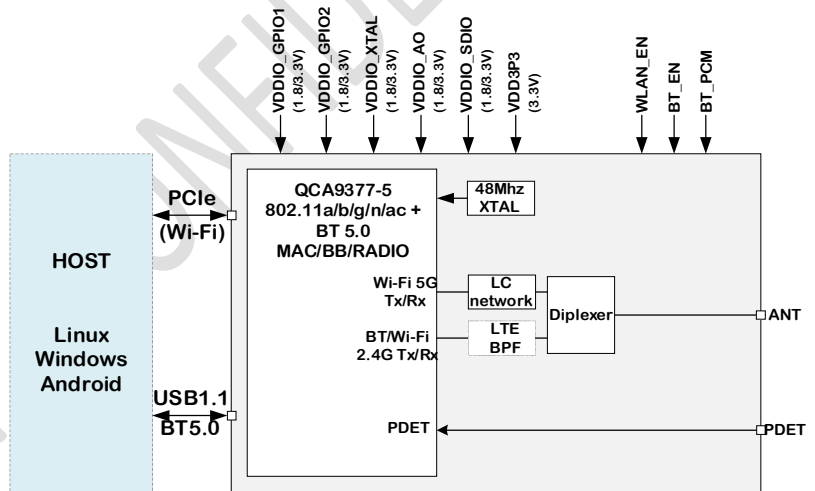 VDDIO_GPIO1
(1.8/3.3V)
VDDIO_GPIO2
(1.8/3.3V)
VDDIO_XTAL
(1.8/3.3V)
VDDIO_AO
(1.8/3.3V)
VDDIO_SDIO
(1.8/3.3V)
VDD3P3
(3.3V)
WLAN_EN
BT_EN
BT_PCM
HOST
Linux
Windows
Android
PCIe
(Wi-Fi)
USB1.1
BT5.0
QCA9377-5
802.11a/b/g/n/ac +
BT 5.0
MAC/BB/RADIO
48Mhz
XTAL
Wi-Fi 5G
Tx/Rx
LC
network
BT/Wi-Fi
2.4G Tx/Rx
LTE
BPF
Diplexer
ANT
PDET
PDET